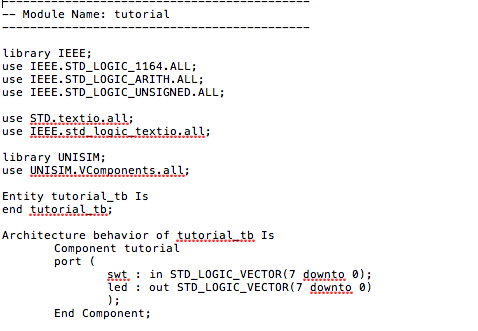 -------------------------------------------
-- Module Name: tutorial
-------------------------------------------
library IEEE;
use IEEE.STD_LOGIC_1164.ALL;
use IEEE.STD_LOGIC_ARITH.ALL;
use IEEE.STD_LOGIC_UNSIGNED.ALL;
use STD.textio.all;
use IEEE.std_logic_textio.all;
library UNISIM;
use UNISIM.VComponents.all;
Entity tutorial_tb Is
end tutorial_tb;
Architecture behavior of tutorial_tb Is
Component tutorial
port (
swt : in STD_LOGIC_VECTOR(7 downto 0);
led : out STD_LOGIC_VECTOR(7 downto 0)
);
End Component;